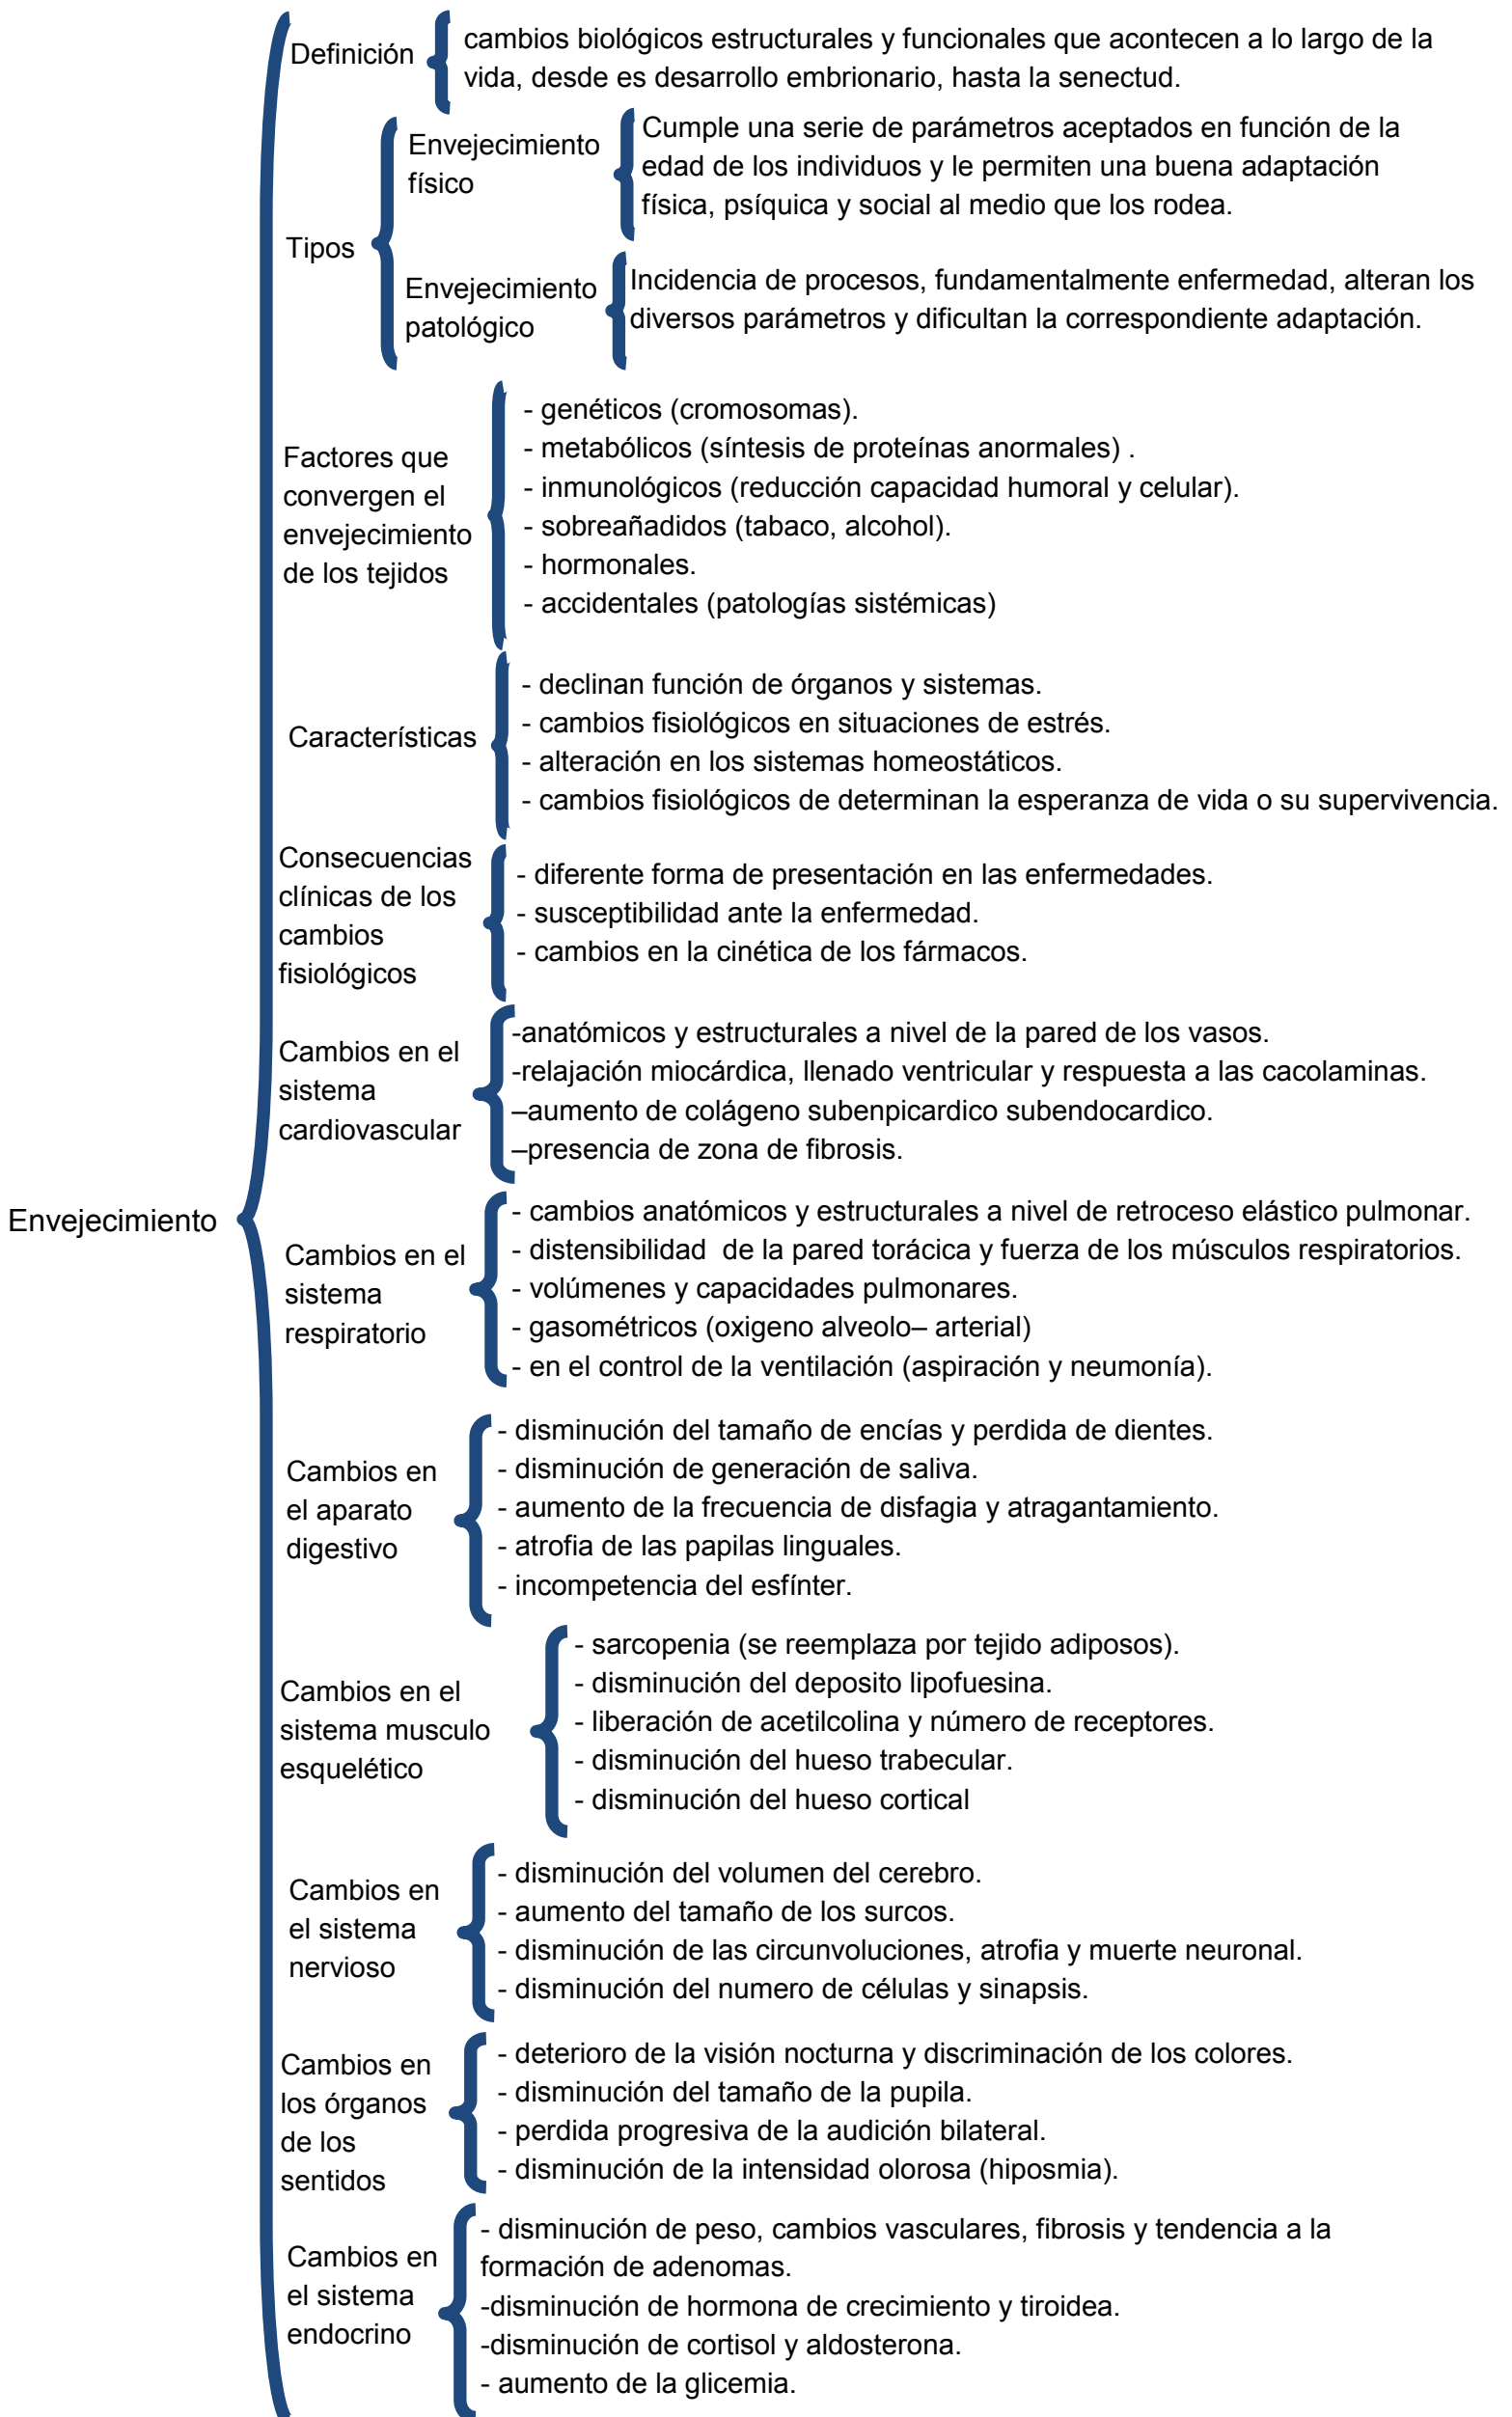 Envejecimiento
Definición
cambios biológicos estructurales y funcionales que acontecen a lo largo de la
vida, desde es desarrollo embrionario, hasta la senectud.
Tipos
Envejecimiento
físico
Cumple una serie de parámetros aceptados en función de la
edad de los individuos y le permiten una buena adaptación
física, psíquica y social al medio que los rodea.
Envejecimiento
patológico
Incidencia de procesos, fundamentalmente enfermedad, alteran los
diversos parámetros y dificultan la correspondiente adaptación.
Factores que
convergen el
envejecimiento
de los tejidos
- genéticos (cromosomas).
- metabólicos (síntesis de proteínas anormales) .
- inmunológicos (reducción capacidad humoral y celular).
- sobreañadidos (tabaco, alcohol).
- hormonales.
- accidentales (patologías sistémicas)
Características
- declinan función de órganos y sistemas.
- cambios fisiológicos en situaciones de estrés.
- alteración en los sistemas homeostáticos.
- cambios fisiológicos de determinan la esperanza de vida o su supervivencia.
Consecuencias
clínicas de los
cambios
fisiológicos
- diferente forma de presentación en las enfermedades.
- susceptibilidad ante la enfermedad.
- cambios en la cinética de los fármacos.
Cambios en el
sistema
cardiovascular
-anatómicos y estructurales a nivel de la pared de los vasos.
-relajación miocárdica, llenado ventricular y respuesta a las cacolaminas.
–aumento de colágeno subenpicardico subendocardico.
–presencia de zona de fibrosis.
Cambios en el
sistema
respiratorio
- cambios anatómicos y estructurales a nivel de retroceso elástico pulmonar.
- distensibilidad  de la pared torácica y fuerza de los músculos respiratorios.
- volúmenes y capacidades pulmonares.
- gasométricos (oxigeno alveolo– arterial)
- en el control de la ventilación (aspiración y neumonía).
Cambios en
el aparato
digestivo
- disminución del tamaño de encías y perdida de dientes.
- disminución de generación de saliva.
- aumento de la frecuencia de disfagia y atragantamiento.
- atrofia de las papilas linguales.
- incompetencia del esfínter.
Cambios en el
sistema musculo
esquelético
- sarcopenia (se reemplaza por tejido adiposos).
- disminución del deposito lipofuesina.
- liberación de acetilcolina y número de receptores.
- disminución del hueso trabecular.
- disminución del hueso cortical
Cambios en
el sistema
nervioso
- disminución del volumen del cerebro.
- aumento del tamaño de los surcos.
- disminución de las circunvoluciones, atrofia y muerte neuronal.
- disminución del numero de células y sinapsis.
Cambios en
los órganos
de los
sentidos
- deterioro de la visión nocturna y discriminación de los colores.
- disminución del tamaño de la pupila.
- perdida progresiva de la audición bilateral.
- disminución de la intensidad olorosa (hiposmia).
Cambios en
el sistema
endocrino
- disminución de peso, cambios vasculares, fibrosis y tendencia a la
formación de adenomas.
-disminución de hormona de crecimiento y tiroidea.
-disminución de cortisol y aldosterona.
- aumento de la glicemia.